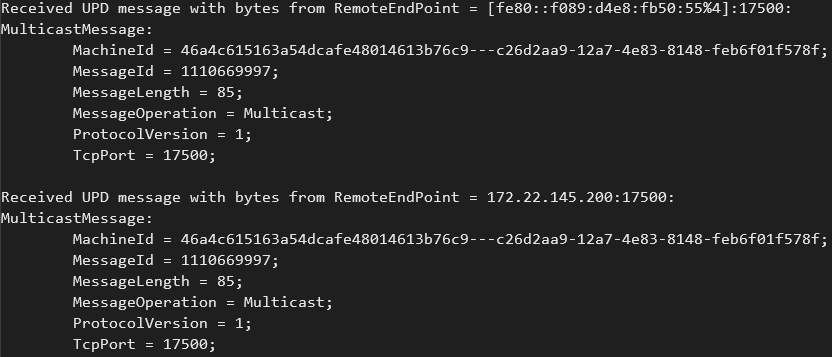 Received UPD message with bytes from RemoteEndPoint = [fe80::f089:d4e8:fb50:55%4]:17500:
MulticastMessage:
MachineId = 46a4c615163a54dcafe48014613b76c9---c26d2aa9-12a7-4e83-8148-feb6f01f578f;
MessageId = 1110669997;
MessageLength = 85;
MessageOperation = Multicast;
ProtocolVersion = 1;
TcpPort = 17500;
Received UPD message with bytes from RemoteEndPoint = 172.22.145.200:17500:
MulticastMessage:
MachineId = 46a4c615163a54dcafe48014613b76c9---c26d2aa9-12a7-4e83-8148-feb6f01f578f;
MessageId = 1110669997;
MessageLength = 85;
MessageOperation = Multicast;
ProtocolVersion = 1;
TcpPort = 17500;